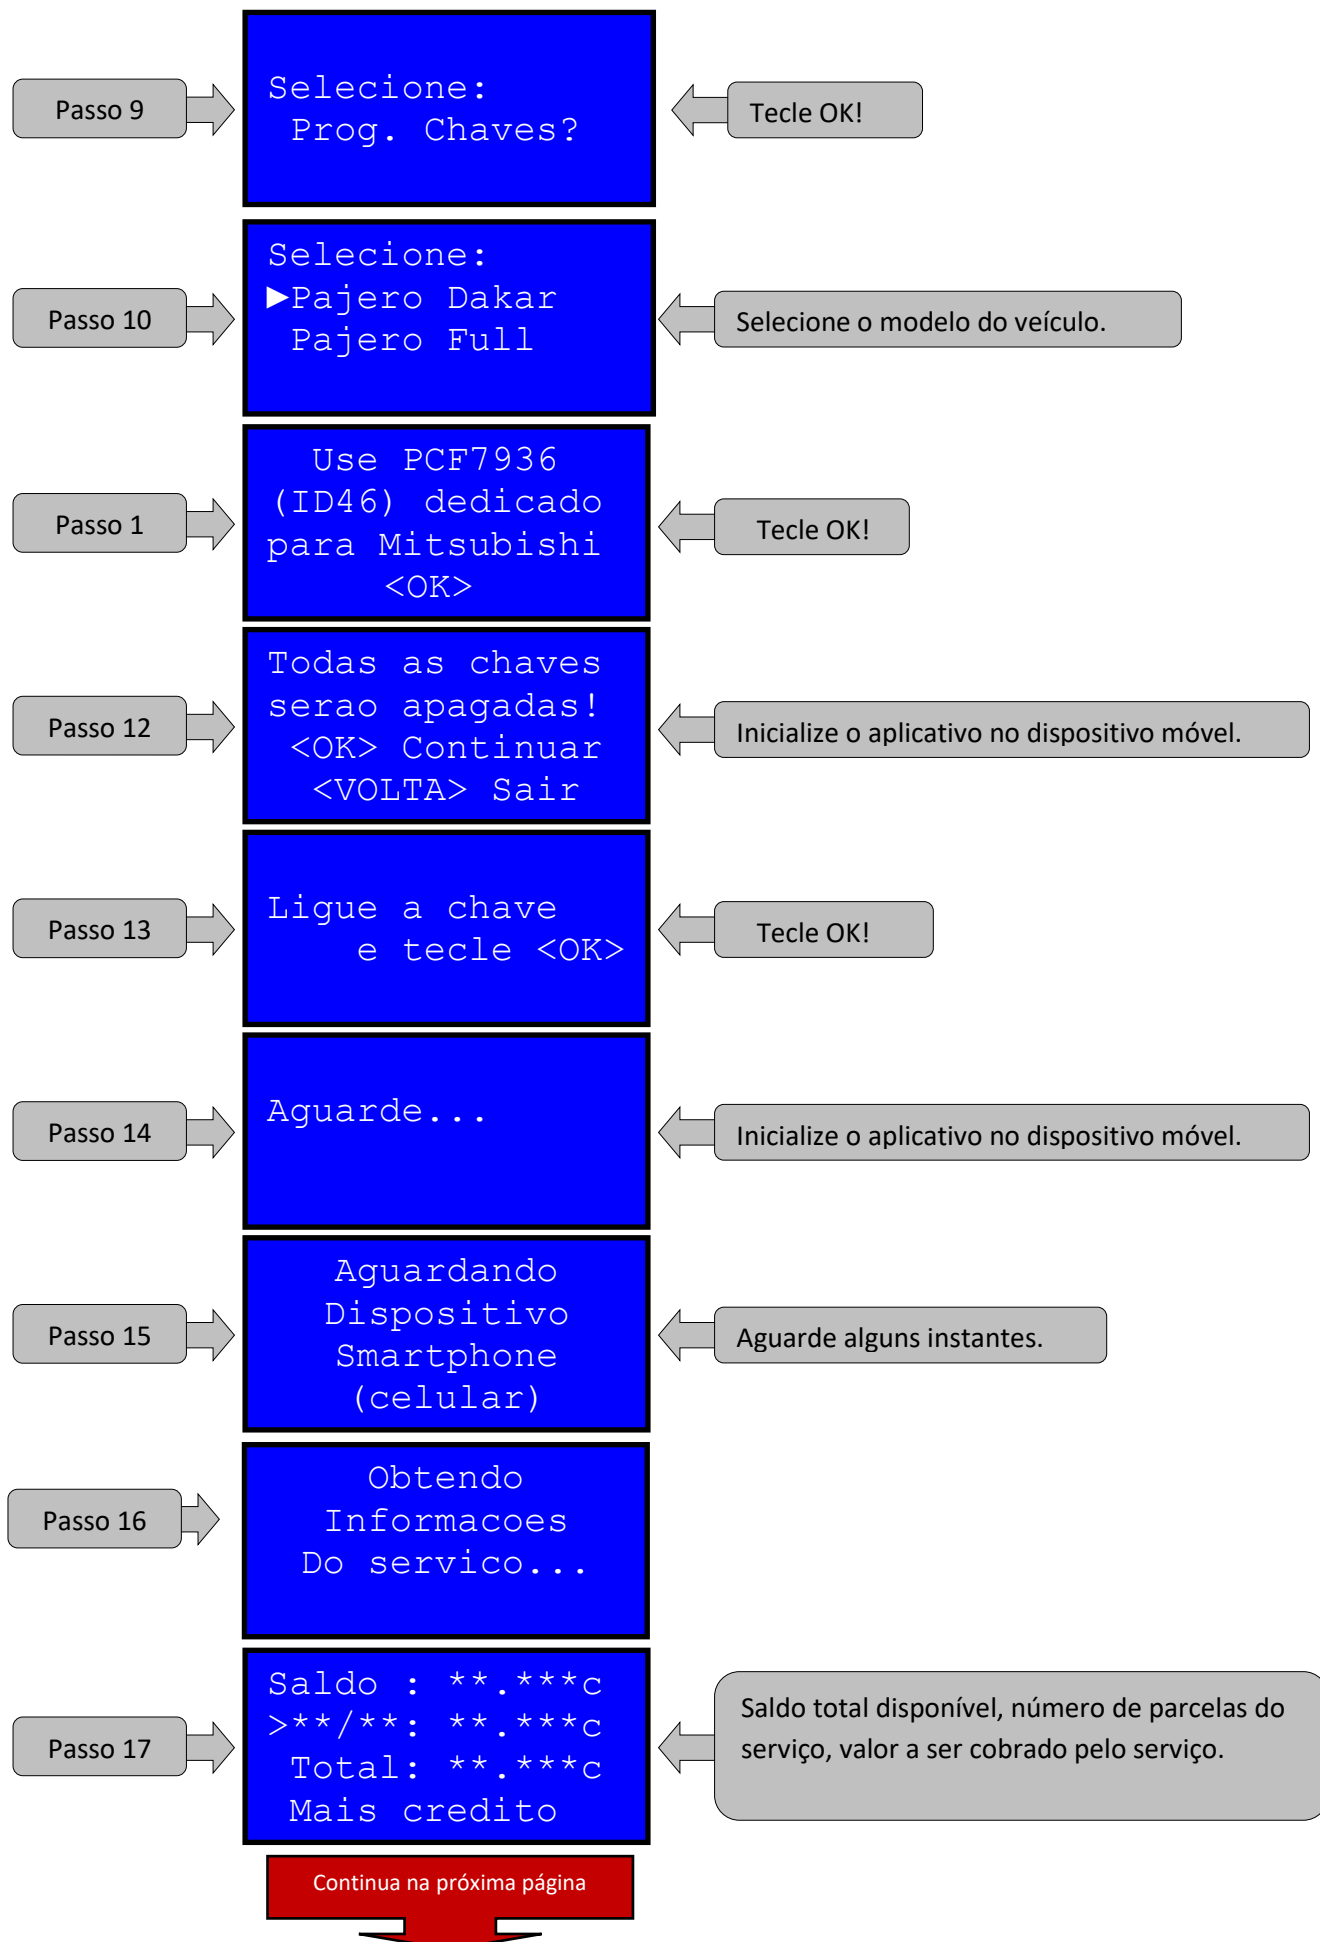 Passo 9
Selecione:
Prog. Chaves?
Tecle OK!
Passo 10
Selecione:
►Pajero Dakar
Pajero Full
Selecione o modelo do veículo.
Passo 1
Use PCF7936
(ID46) dedicado
para Mitsubishi
<OK>
Tecle OK!
Passo 12
Todas as chaves
serao apagadas!
<OK> Continuar
<VOLTA> Sair
Inicialize o aplicativo no dispositivo móvel.
Passo 13
Ligue a chave
e tecle <OK>
Tecle OK!
Passo 14
Aguarde...
Inicialize o aplicativo no dispositivo móvel.
Passo 15
Aguardando
Dispositivo
Smartphone
(celular)
Aguarde alguns instantes.
Passo 16
Obtendo
Informacoes
Do servico...
Passo 17
Saldo : **.***c
>**/**: **.***c
Total: **.***c
Mais credito
Saldo total disponível, número de parcelas do
serviço, valor a ser cobrado pelo serviço.
Continua na próxima página